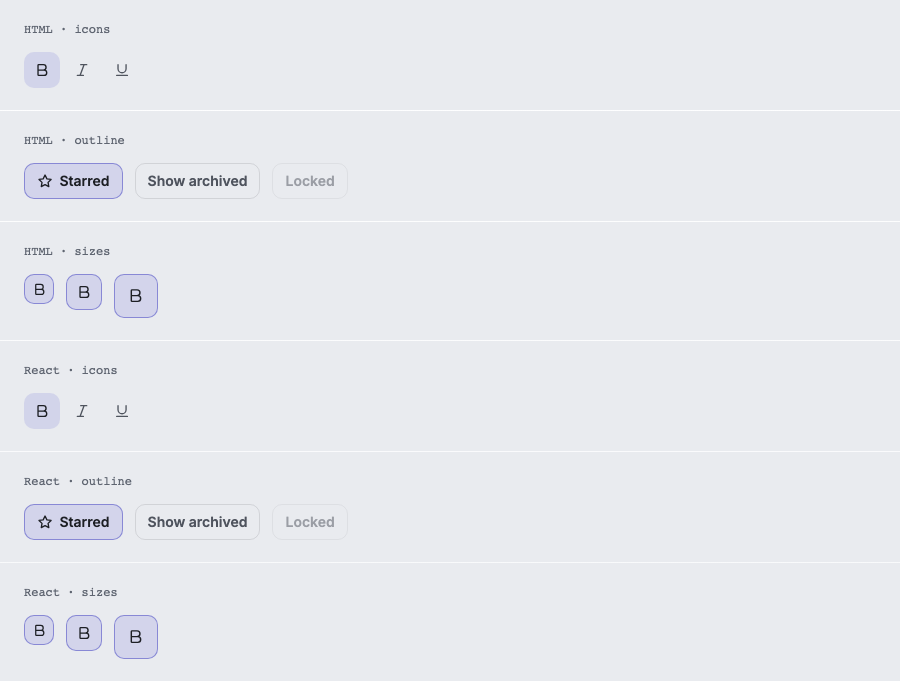 HTML · icons
B I U
HTML · outline
Starred Show archived Locked
HTML · sizes
B B B
React · icons
B I U
React · outline
Starred Show archived Locked
React · sizes
B B B